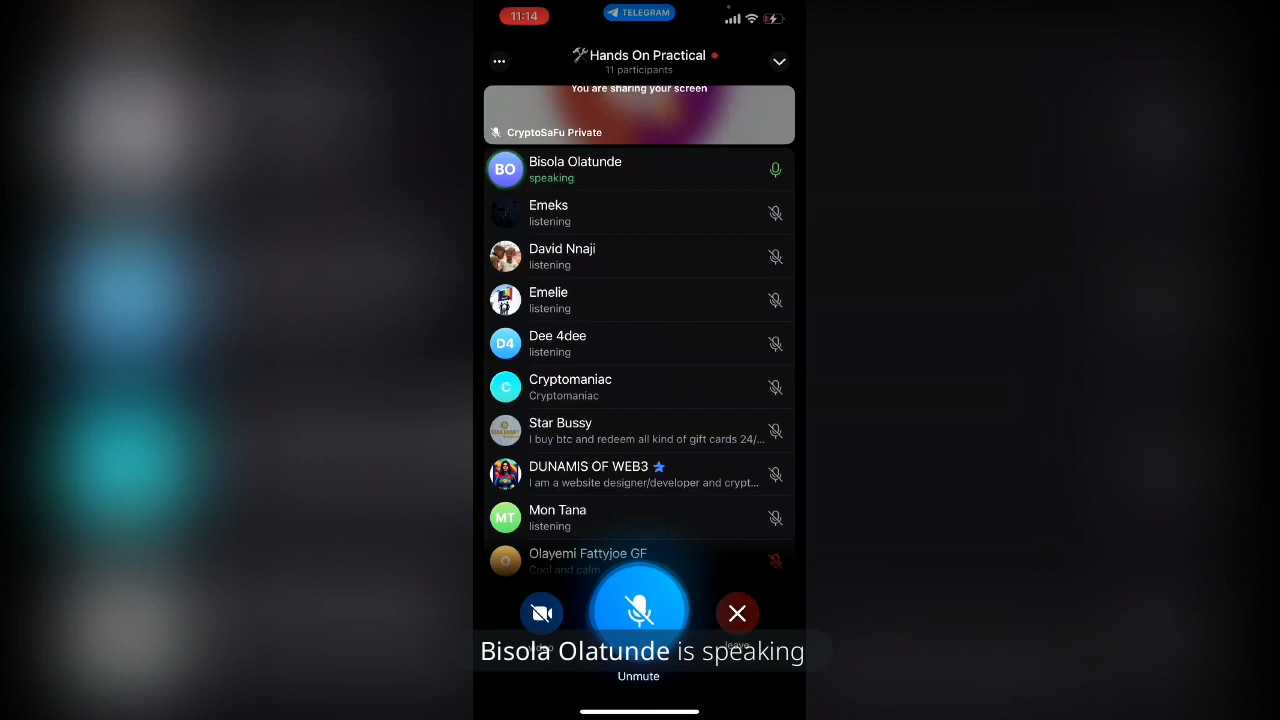 11:14
TELEGRAM
🛠Hands On Practical
11 participants
You are sharing your screen
CryptoSaFu Private
BO
Bisola Olatunde
speaking
Emeks
listening
David Nnaji
listening
Emelie
listening
D4
Dee 4dee
listening
C
Cryptomaniac
Cryptomaniac
Star Bussy
I buy btc and redeem all kind of gift cards 24/...
DUNAMIS OF WEB3
I am a website designer/developer and crypt...
MT
Mon Tana
listening
Olayemi Fattyjoe GF
Cool and calm
leave
Bisola Olatunde is speaking
Unmute